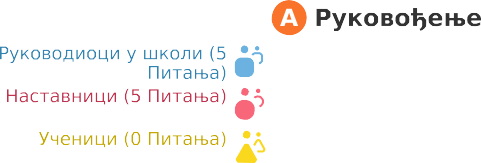 A Руковођење
Руководиоци у школи (5
Питања)
Наставници (5 Питања)
Ученици (0 Питања)